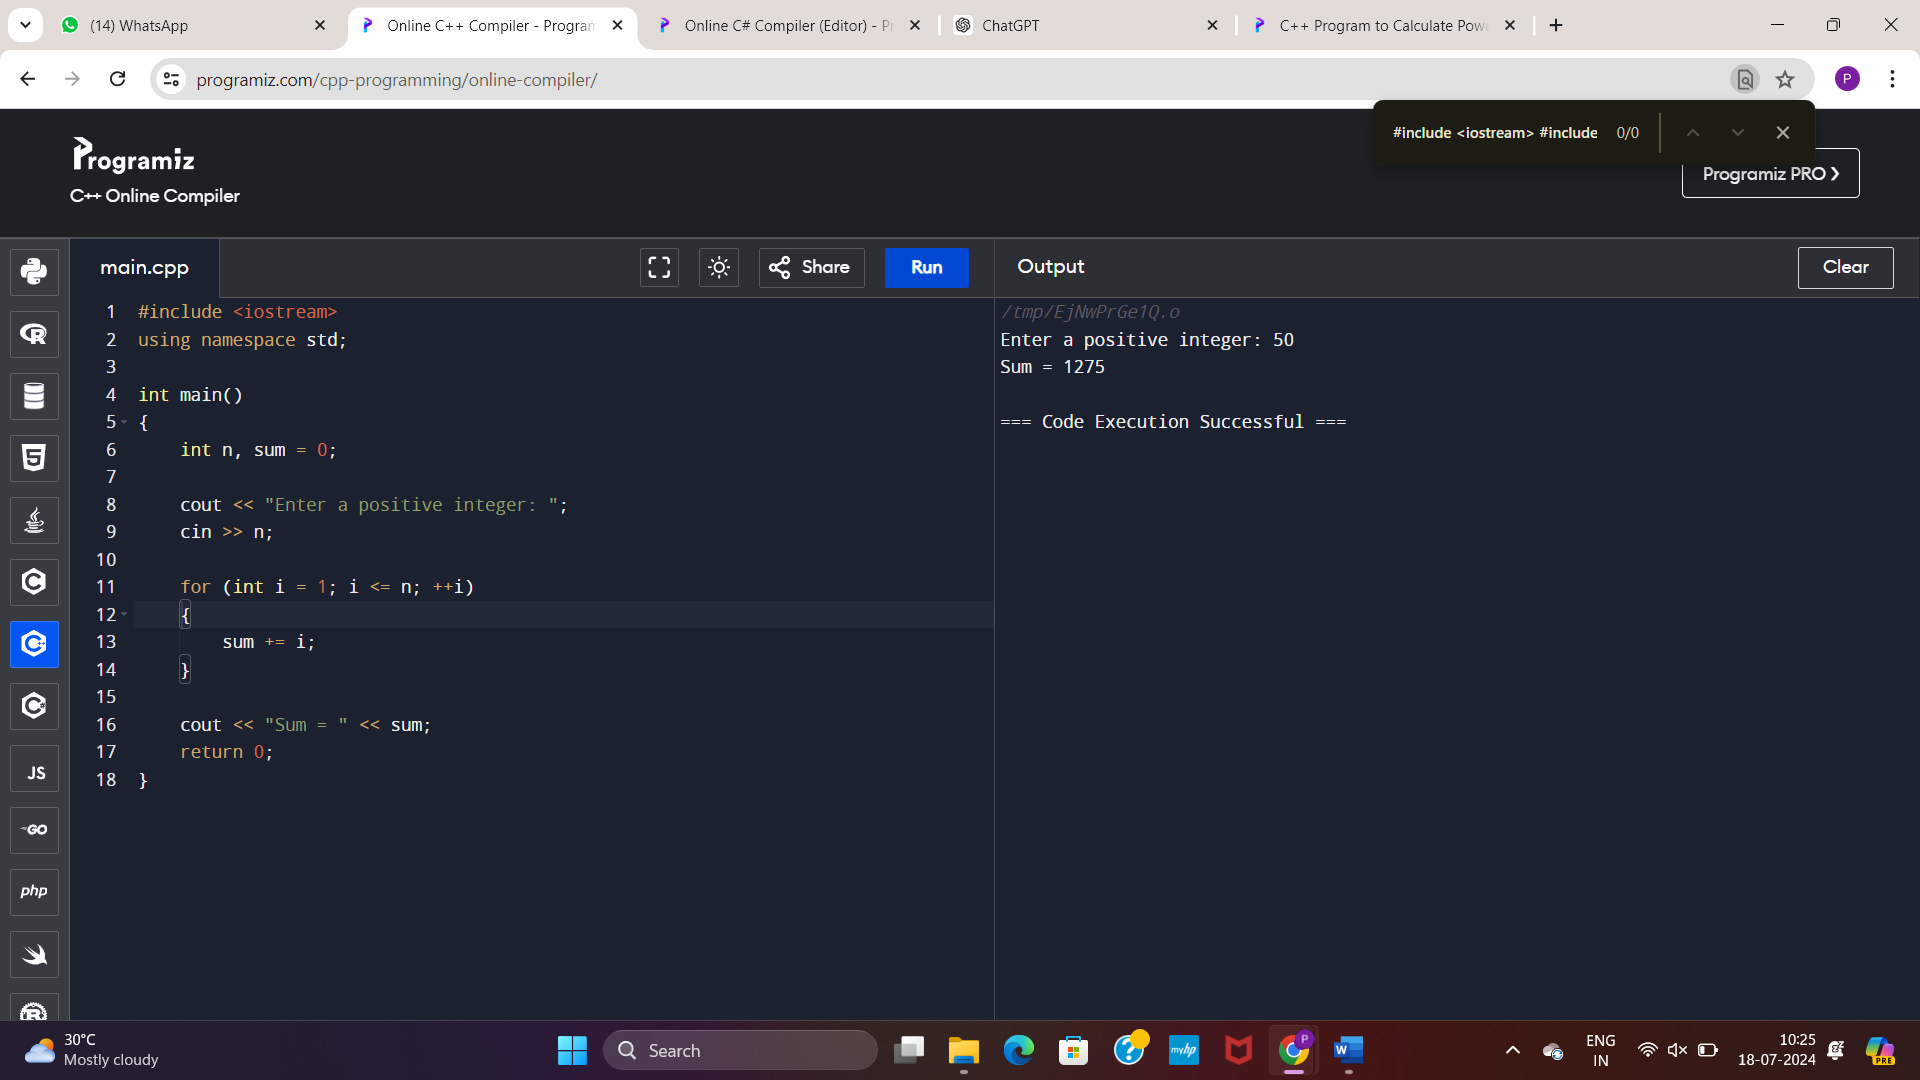 (14) WhatsApp
Online C++ Compiler - Program
Online C# Compiler (Editor) - P
ChatGPT
C++ Program to Calculate Powe
programiz.com/cpp-programming/online-compiler/
P
#include <iostream> #include 0/0
Programiz
C++ Online Compiler
Programiz PRO
main.cpp
Share
Run
Output
Clear
1 #include <iostream>
2 using namespace std;
3
4 int main()
5 {
6 int n, sum = 0;
7
8 cout << "Enter a positive integer: ";
9 cin >> n;
10
11 for (int i = 1; i <= n; ++i)
12 {
13 sum += i;
14 }
15
16 cout << "Sum = " << sum;
17 return 0;
18 }
/tmp/EjNwPrGe1Q.o
Enter a positive integer: 50
Sum = 1275
=== Code Execution Successful ===
R
5
C
C
C
JS
GO
php
R
30°C
Mostly cloudy
Search
myhp
P
W
ENG
IN
10:25
18-07-2024
PRE